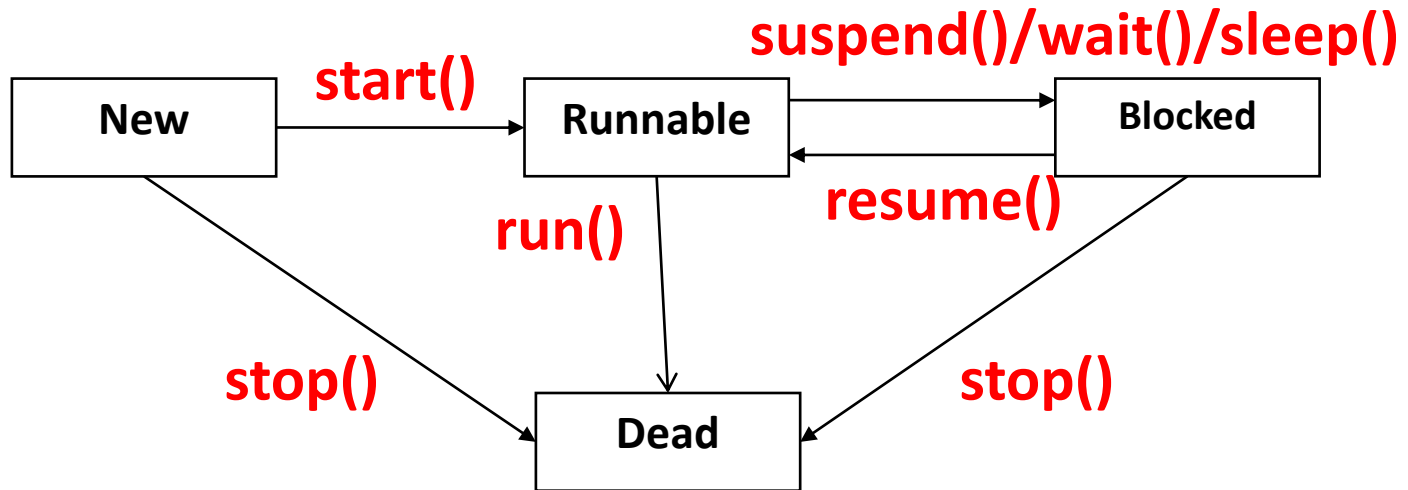 suspend()/wait()/sleep()
start()
New
Runnable
Blocked
resume()
run()
stop()
stop()
Dead